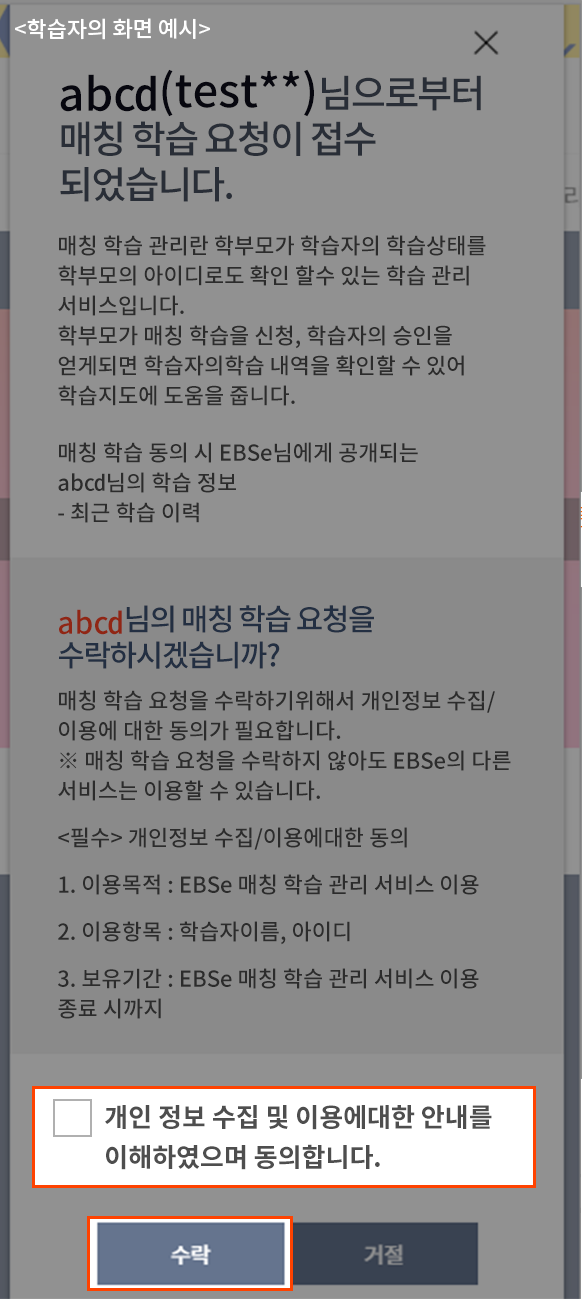 <학습자의 화면 예시>
abcd(test**)님으로부터
매칭 학습 요청이 접수
되었습니다.
매칭 학습 관리란 학부모가 학습자의 학습상태를
학부모의 아이디로도 확인 할수 있는 학습 관리
서비스입니다.
학부모가 매칭 학습을 신청, 학습자의 승인을
얻게되면 학습자의학습 내역을 확인할 수 있어
학습지도에 도움을 줍니다.
매칭 학습 동의 시 EBSe님에게 공개되는
abcd님의 학습 정보
- 최근 학습 이력
abcd님의 매칭 학습 요청을
수락하시겠습니까?
매칭 학습 요청을 수락하기위해서 개인정보 수집/
이용에 대한 동의가 필요합니다.
※ 매칭 학습 요청을 수락하지 않아도 EBSe의 다른
서비스는 이용할 수 있습니다.
<필수> 개인정보 수집/이용에대한 동의
1. 이용목적 : EBSe 매칭 학습 관리 서비스 이용
2. 이용항목 : 학습자이름, 아이디
3. 보유기간 : EBSe 매칭 학습 관리 서비스 이용
종료 시까지
개인 정보 수집 및 이용에대한 안내를
이해하였으며 동의합니다.
수락 거절